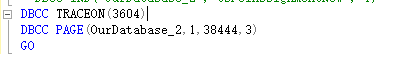 DBCC TRACEON(3604)
DBCC PAGE(OurDatabase_2,1,38444,3)
GO